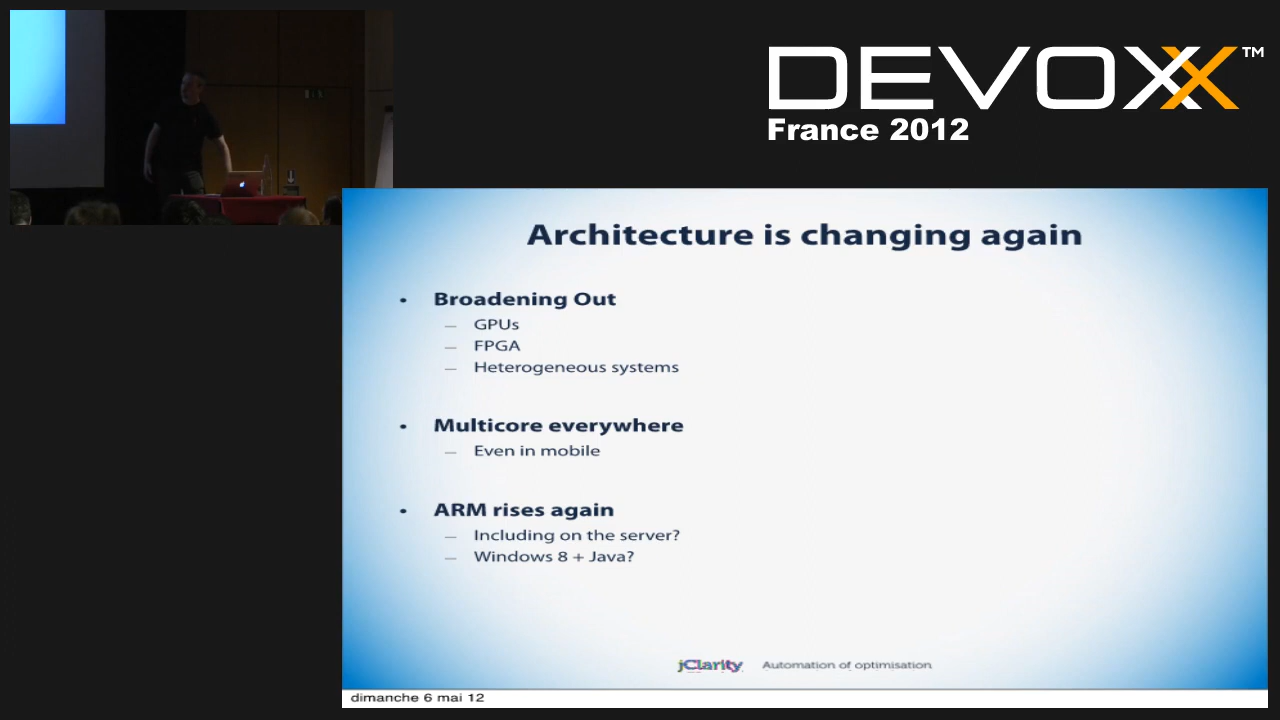 DEVOXX™
France 2012
Architecture is changing again
• Broadening Out
– GPUs
– FPGA
– Heterogeneous systems
• Multicore everywhere
– Even in mobile
• ARM rises again
– Including on the server?
– Windows 8 + Java?
jClarity Automation of optimisation
dimanche 6 mai 12